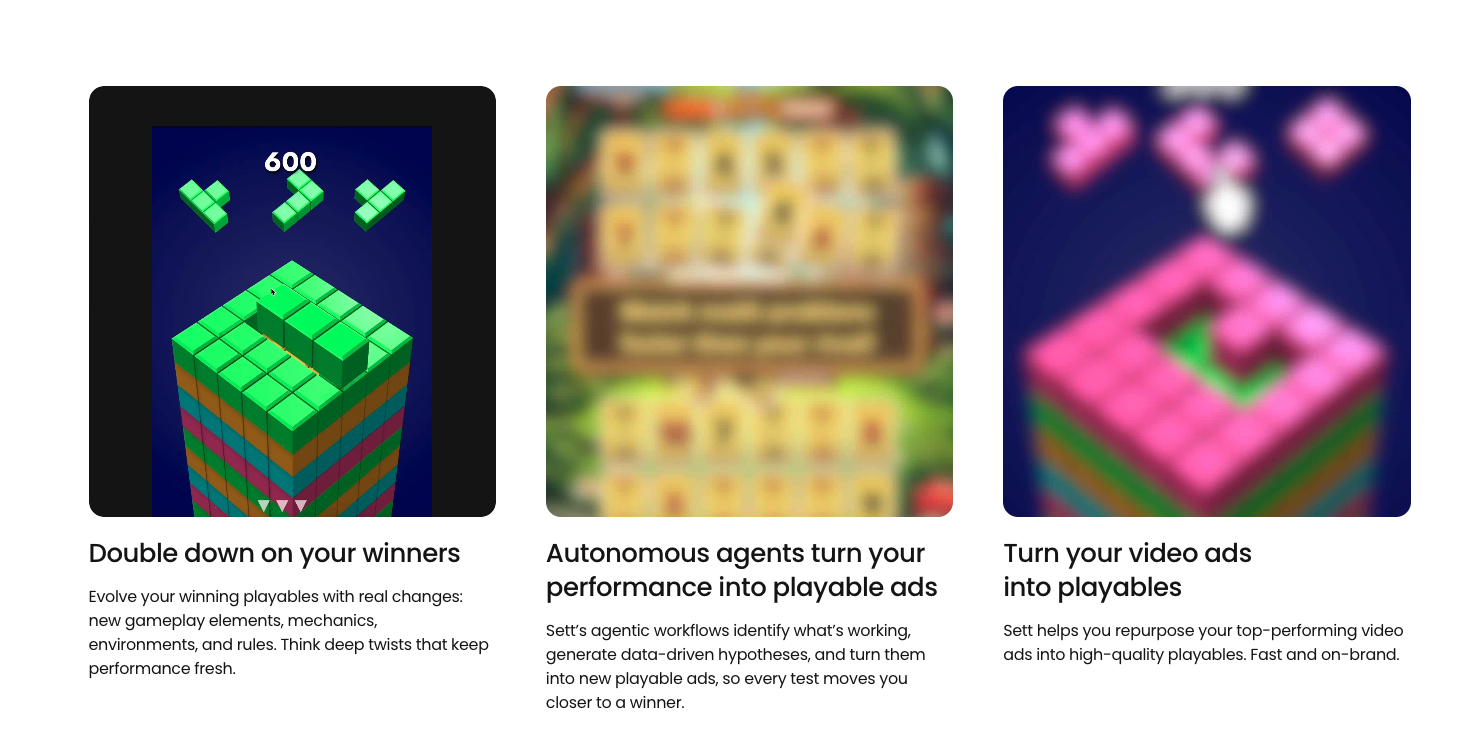 600
Double down on your winners
Evolve your winning playables with real changes:
new gameplay elements, mechanics,
environments, and rules. Think deep twists that keep
performance fresh.
Autonomous agents turn your
performance into playable ads
Sett’s agentic workflows identify what’s working,
generate data-driven hypotheses, and turn them
into new playable ads, so every test moves you
closer to a winner.
Turn your video ads
into playables
Sett helps you repurpose your top-performing video
ads into high-quality playables. Fast and on-brand.